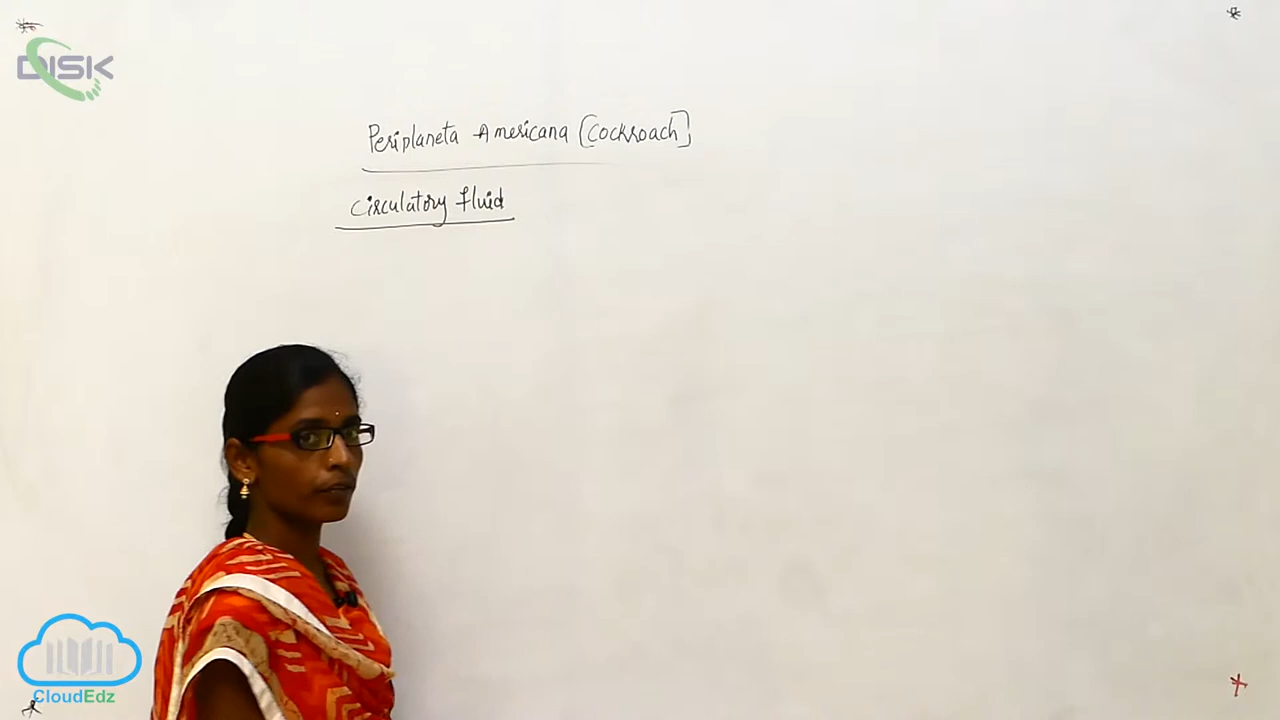 DISK
Periplaneta Americana [Cockroach]
Circulatory fluid
CloudEdz